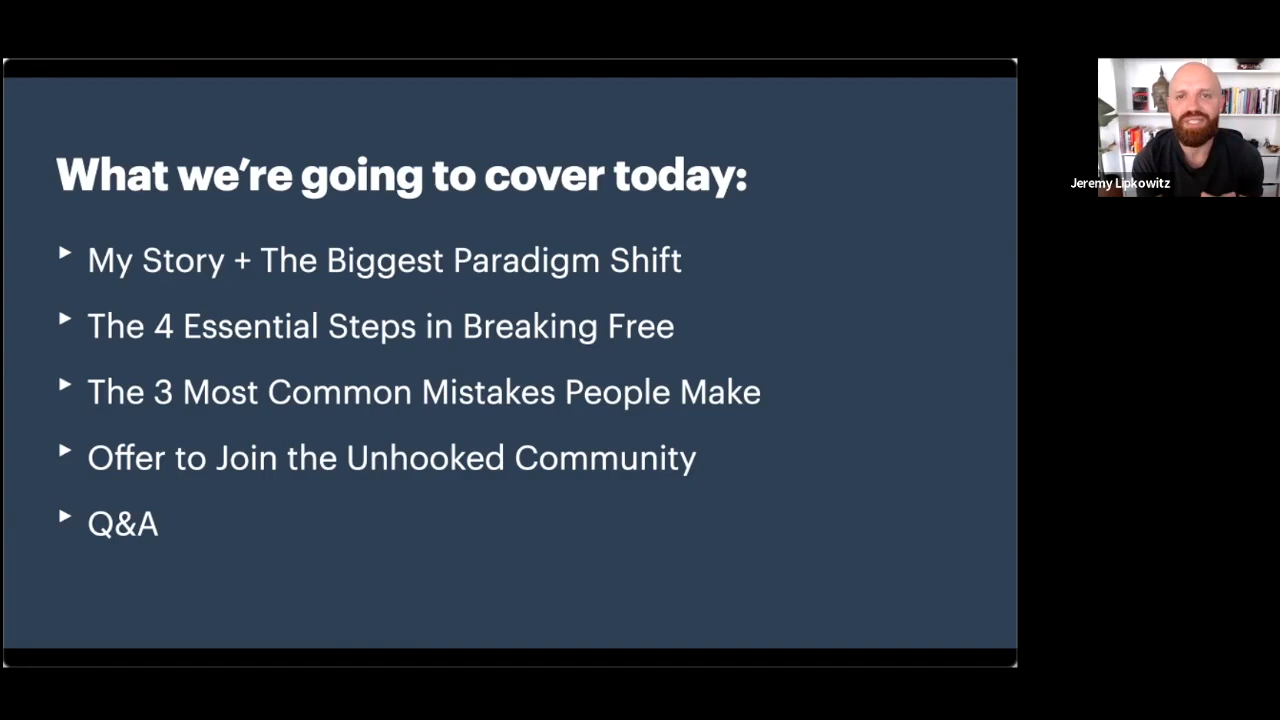 What we're going to cover today:
My Story + The Biggest Paradigm Shift
The 4 Essential Steps in Breaking Free
The 3 Most Common Mistakes People Make
Offer to Join the Unhooked Community
Q&A
Jeremy Lipkowitz